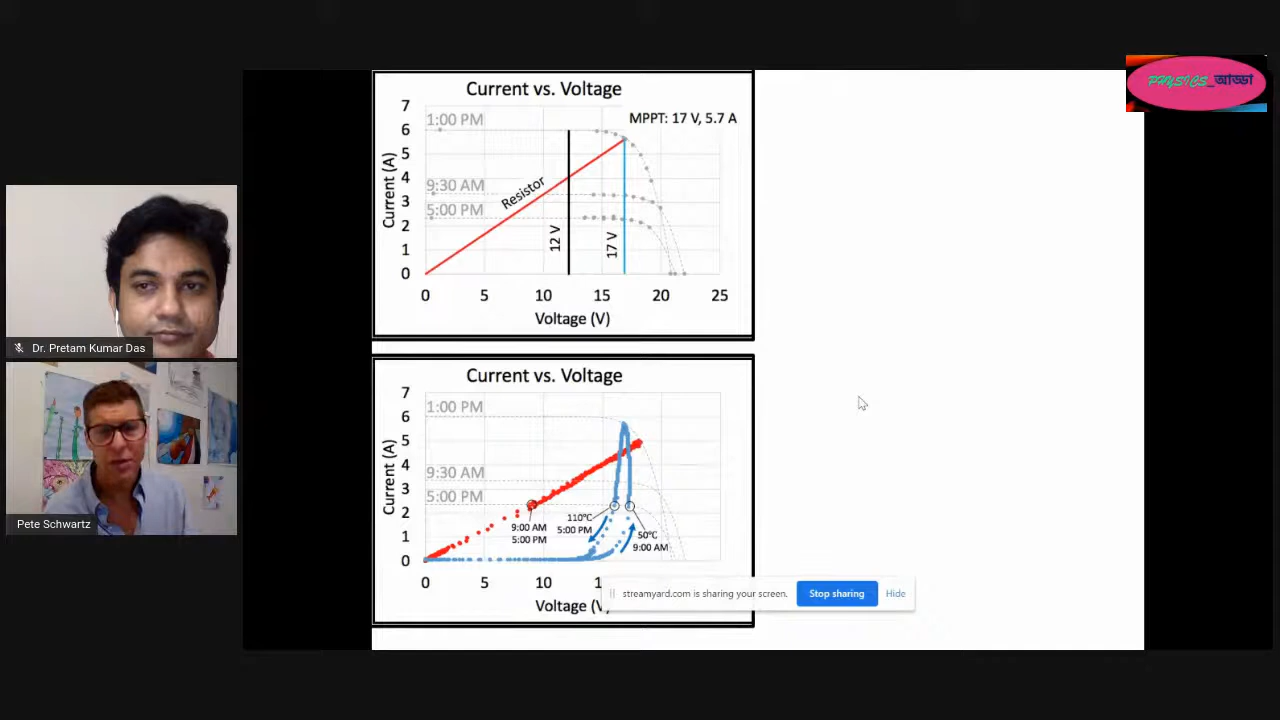 PHYSICS_আড্ডা
Current vs. Voltage
MPPT: 17 V, 5.7 A
Current (A)
7
6
5
4
3
2
1
0
1:00 PM
9:30 AM
5:00 PM
Resistor
12 V
17 V
0 5 10 15 20 25
Voltage (V)
Dr. Pretam Kumar Das
Pete Schwartz
Current vs. Voltage
Current (A)
7
6
5
4
3
2
1
0
1:00 PM
9:30 AM
5:00 PM
9:00 AM
5:00 PM
110°C
5:00 PM
50°C
9:00 AM
0 5 10
Voltage (V)
streamyard.com is sharing your screen.
Stop sharing
Hide